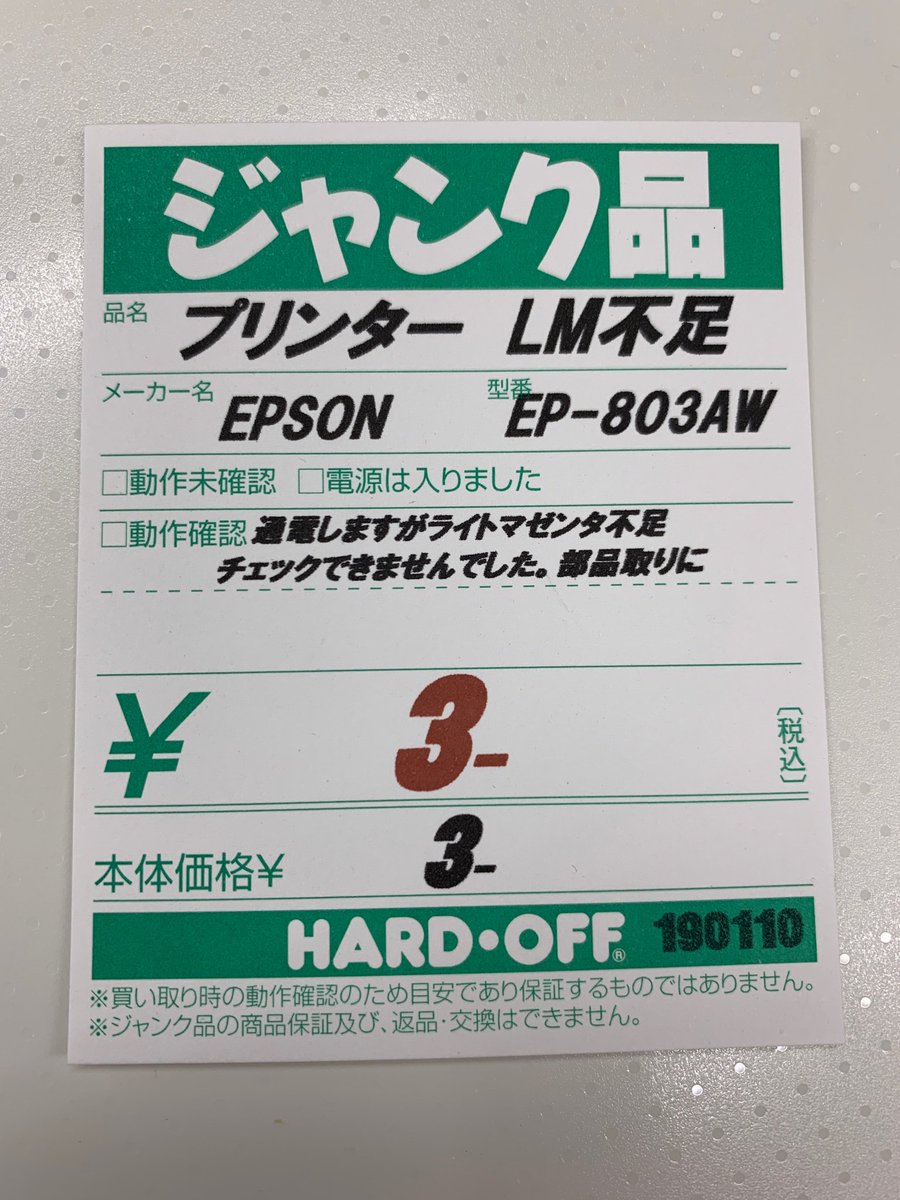 ジャンク品
品名 プリンター LM不足
メーカー名 EPSON 型番 EP-803AW
□動作未確認 □電源は入りました
□動作確認 通電しますがライトマゼンタ不足
チェックできませんでした。部品取りに
¥ 3- 〔税込〕
本体価格¥ 3-
HARD・OFF® 190110
※買い取り時の動作確認のため目安であり保証するものではありません。
※ジャンク品の商品保証及び、返品・交換はできません。